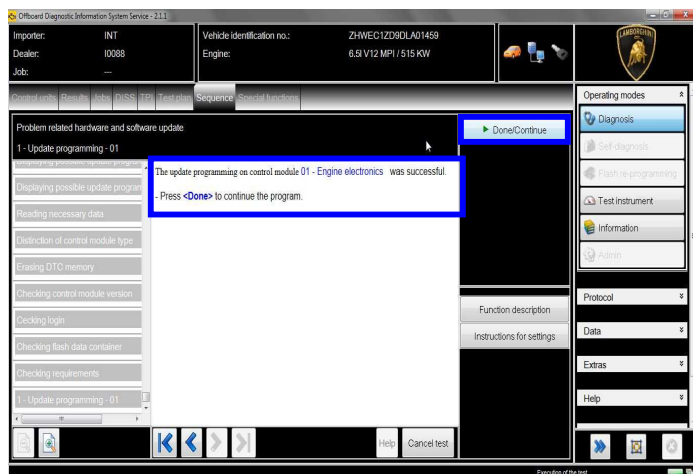 Offboard Diagnostic Information System Service - 2.1.1
Importer: INT
Dealer: I0088
Job: ---
Vehicle identification no.: ZHWEC1ZD9DLA01459
Engine: 6.5l V12 MPI / 515 KW
LAMBORGHINI
Control units Results Jobs DISS TPI Test plan Sequence Special functions
Problem related hardware and software update
1 - Update programming - 01
Displaying possible update program
Displaying possible update program
Reading necessary data
Distinction of control module type
Erasing DTC memory
Checking control module version
Cecking login
Checking flash data container
Checking requirements
1 - Update programming - 01
The update programming on control module 01 - Engine electronics was successful.
- Press <Done> to continue the program.
Done/Continue
Function description
Instructions for settings
Help
Cancel test
Operating modes
Diagnosis
Self-diagnosis
Flash re-programming
Test instrument
Information
Admin
Protocol
Data
Extras
Help
Execution of the test